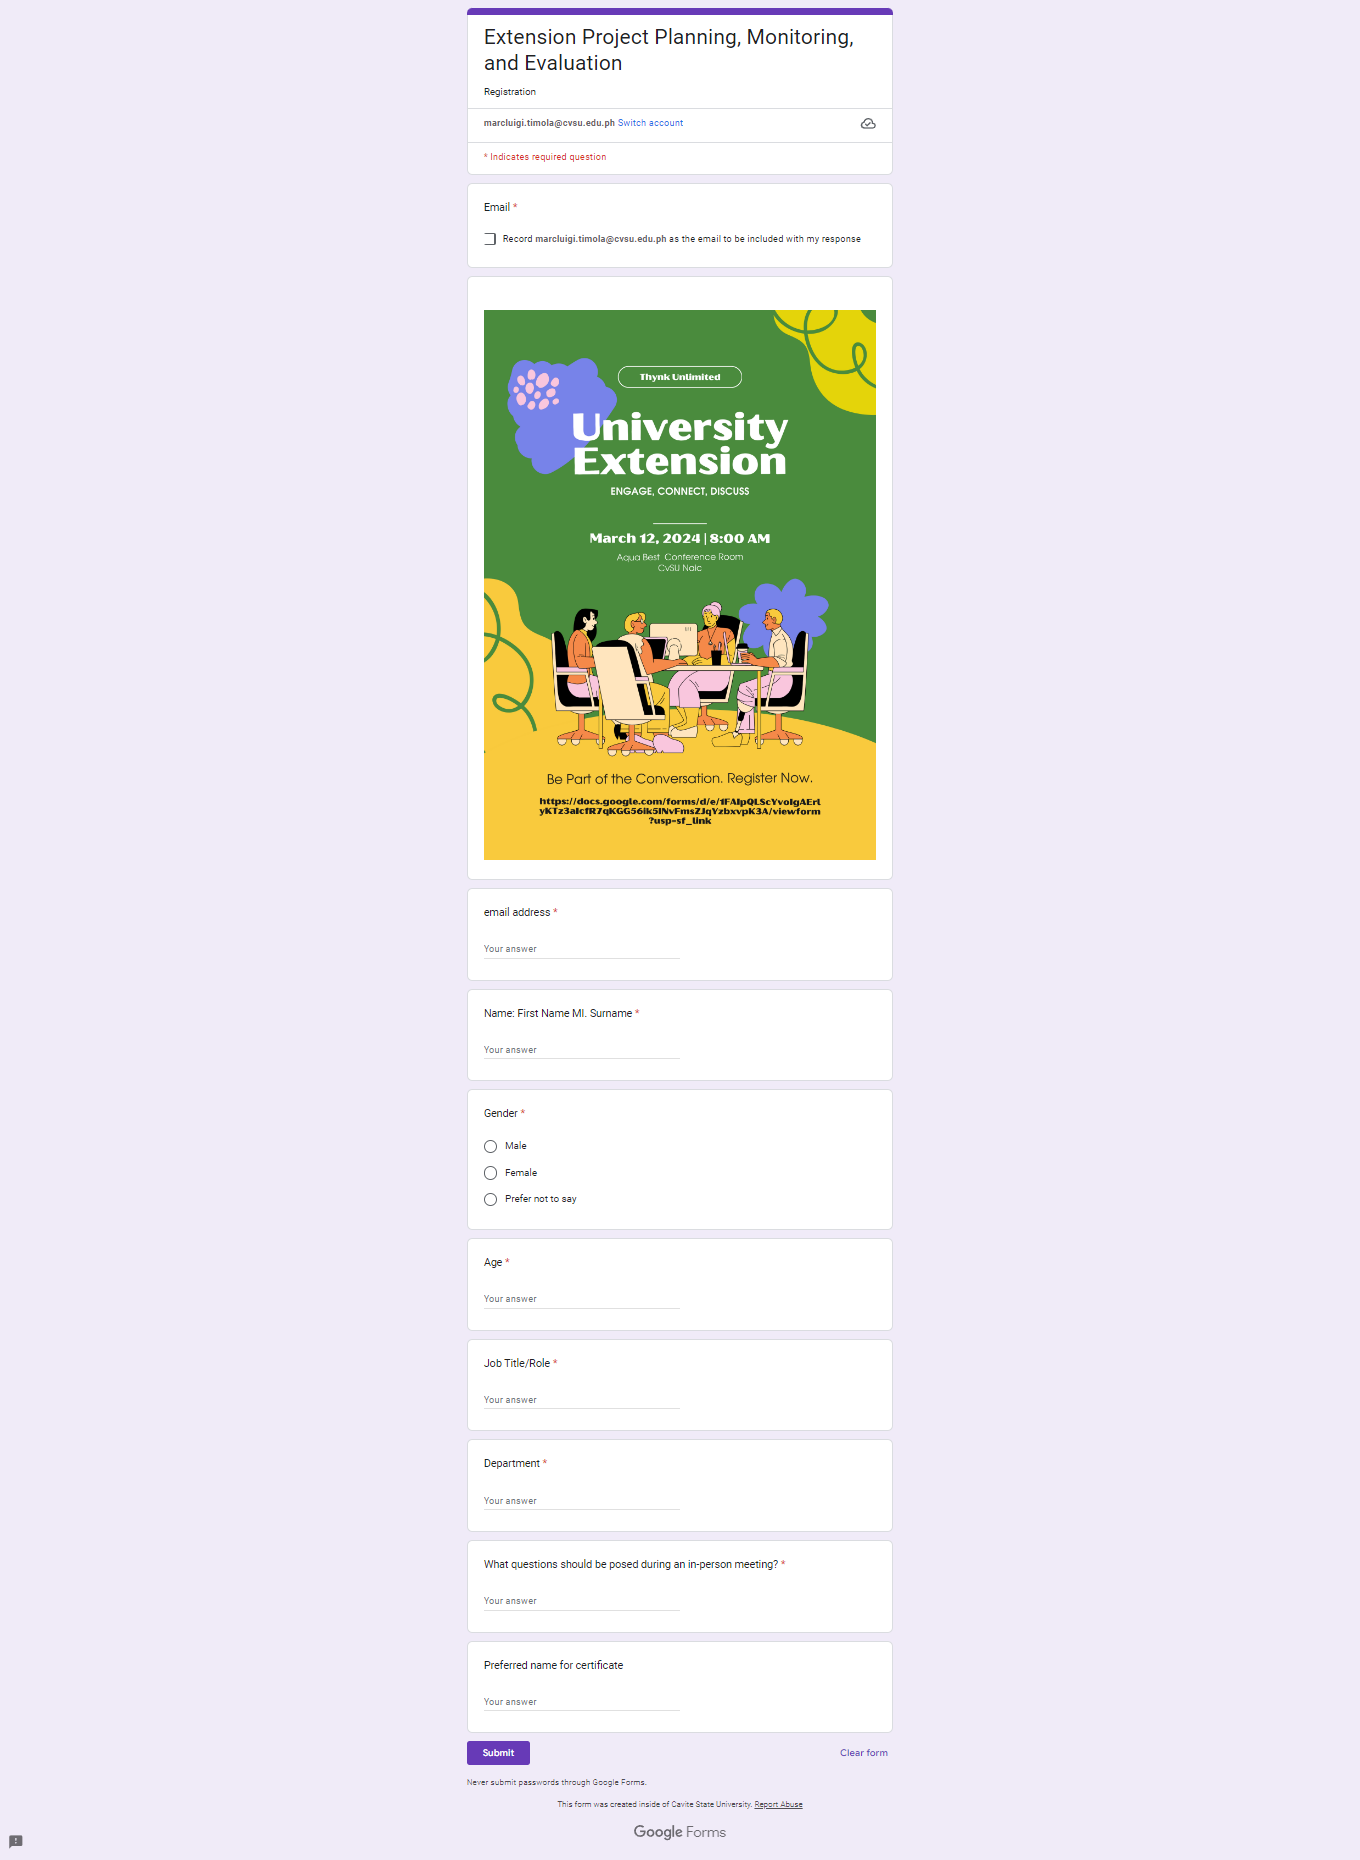 Extension Project Planning, Monitoring,
and Evaluation
Registration
marcluigi.timola@cvsu.edu.ph Switch account
* Indicates required question
Email *
Record marcluigi.timola@cvsu.edu.ph as the email to be included with my response
Thynk Unlimited
University
Extension
ENGAGE, CONNECT, DISCUSS
March 12, 2024 | 8:00 AM
Aqua Best Conference Room
CvSU Naic
Be Part of the Conversation. Register Now.
https://docs.google.com/forms/d/e/
/viewform
?usp=sf_link
email address *
Your answer
Name: First Name MI. Surname *
Your answer
Gender *
Male
Female
Prefer not to say
Age *
Your answer
Job Title/Role *
Your answer
Department *
Your answer
What questions should be posed during an in-person meeting? *
Your answer
Preferred name for certificate
Your answer
Submit
Clear form
Never submit passwords through Google Forms.
This form was created inside of Cavite State University. Report Abuse
Google Forms